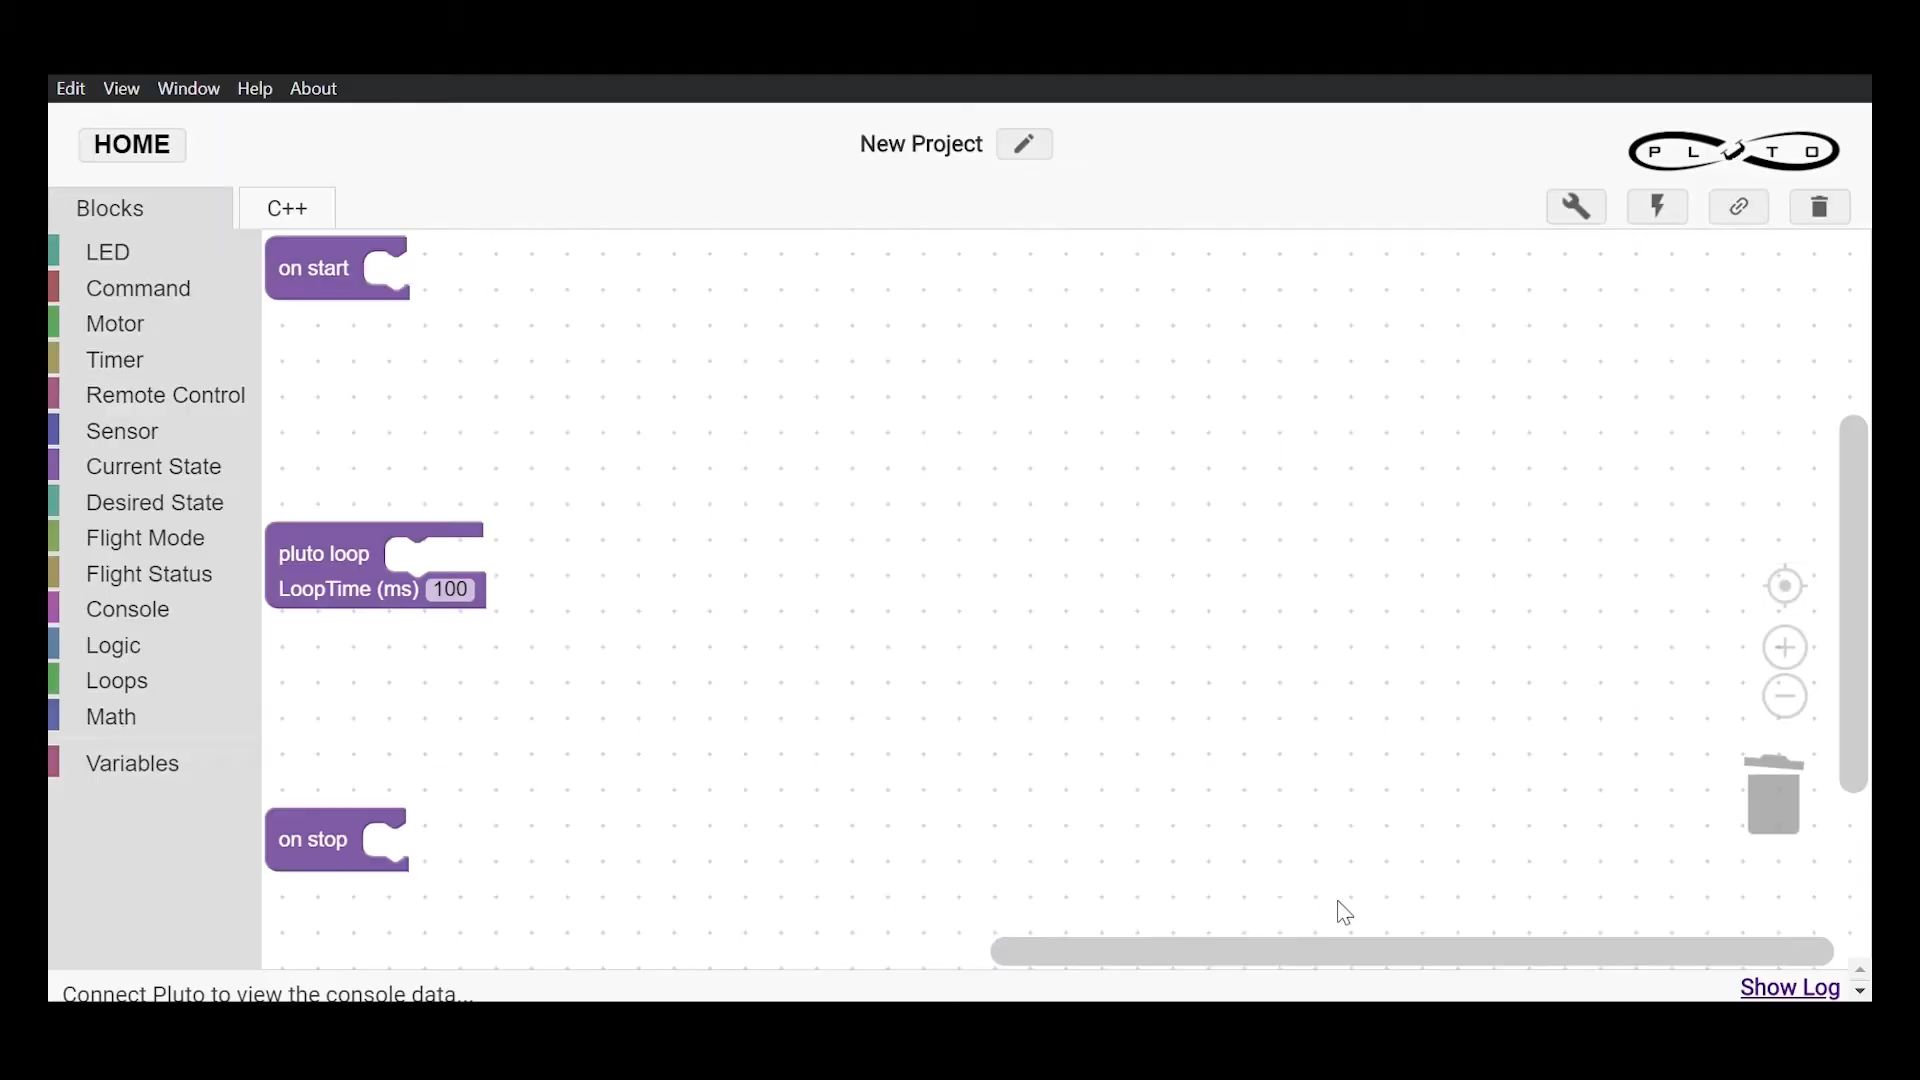 Edit View Window Help About
HOME
New Project
PLUTO
Blocks
C++
LED
Command
Motor
Timer
Remote Control
Sensor
Current State
Desired State
Flight Mode
Flight Status
Console
Logic
Loops
Math
Variables
on start
pluto loop
LoopTime (ms) 100
on stop
Connect Pluto to view the console data...
Show Log